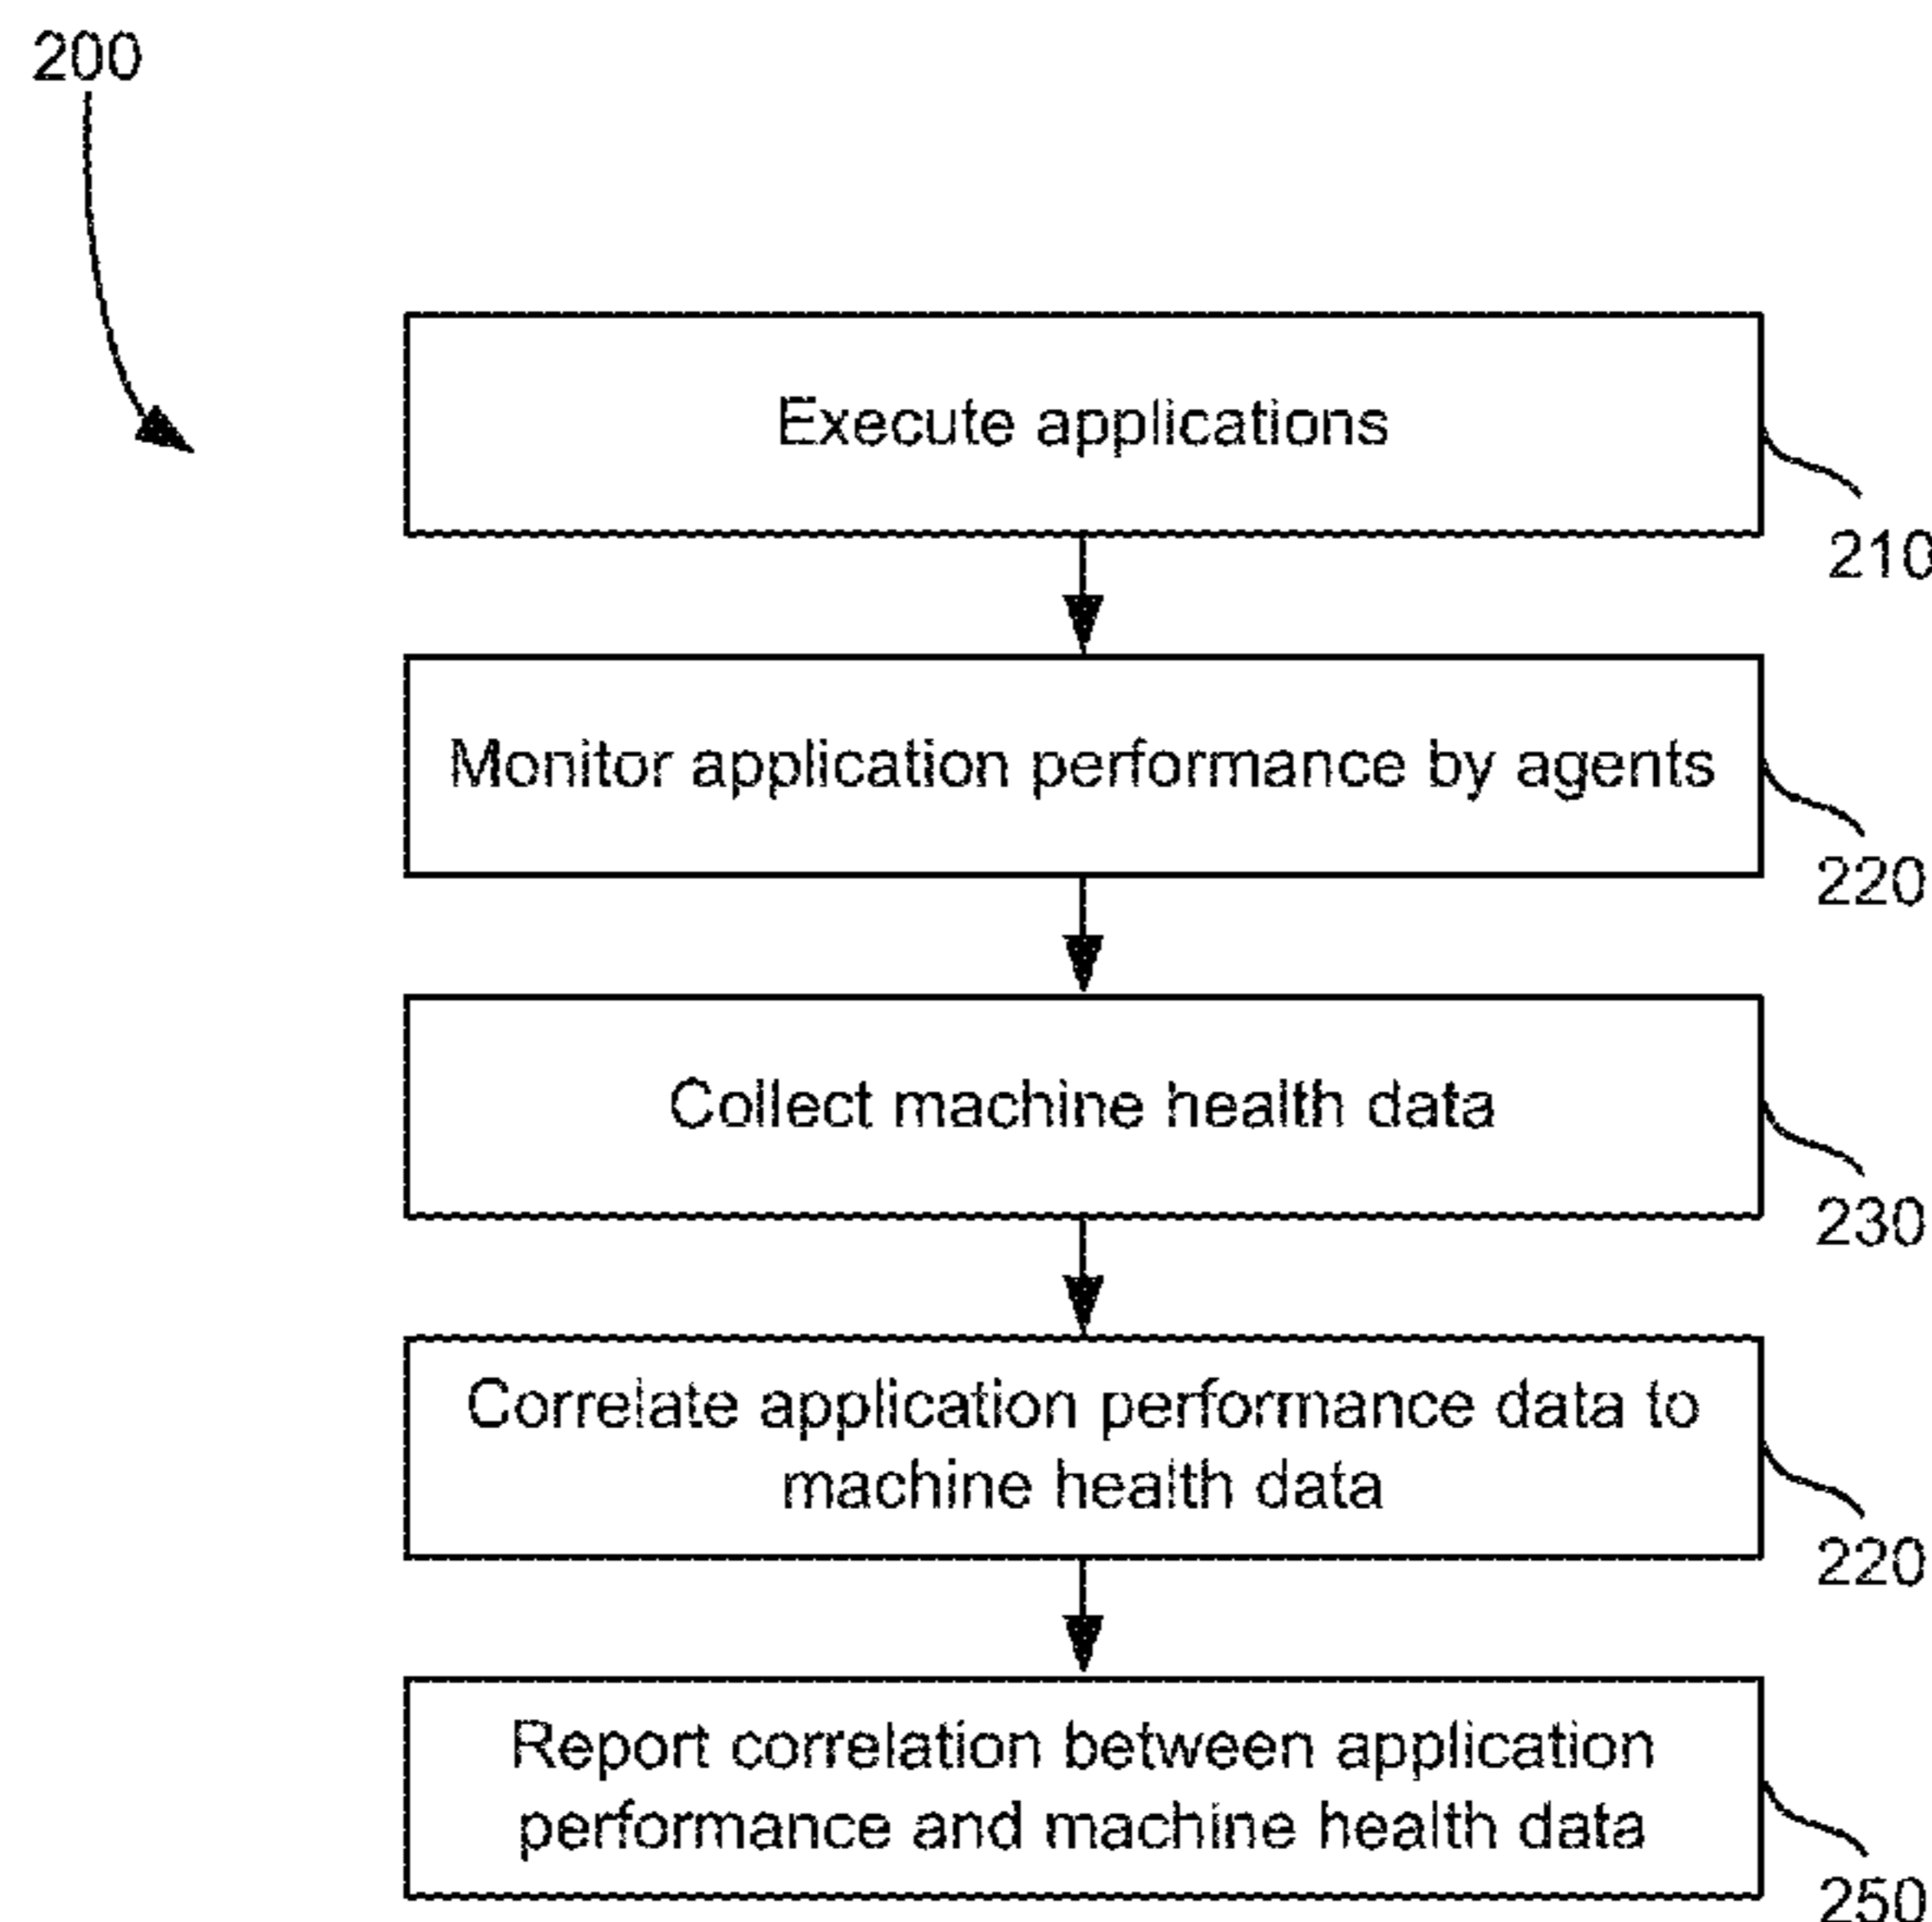 200
Execute applications
210
Monitor application performance by agents
220
Collect machine health data
230
Correlate application performance data to
machine health data
220
Report correlation between application
performance and machine health data
250